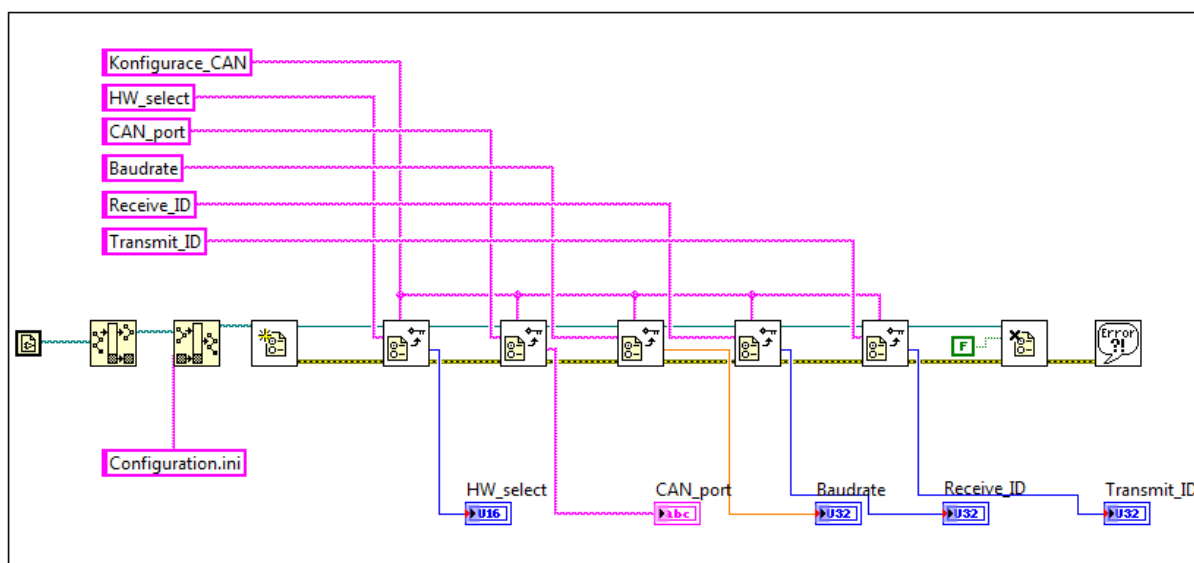 Konfigurace_CAN
HW_select
CAN_port
Baudrate
Receive_ID
Transmit_ID
F
Error
?!
Configuration.ini
HW_select
CAN_port
Baudrate
Receive_ID
Transmit_ID
U16
abc
U32
U32
U32